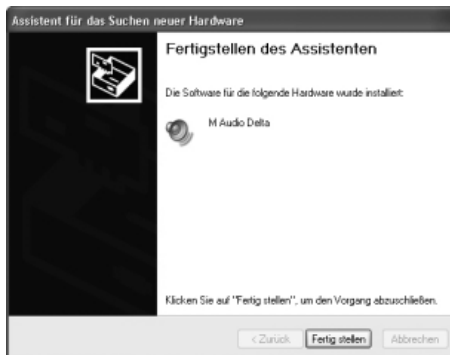 Assistent für das Suchen neuer Hardware
Fertigstellen des Assistenten
Die Software für die folgende Hardware wurde installiert:
M Audio Delta
Klicken Sie auf "Fertig stellen", um den Vorgang abzuschließen.
< Zurück Fertig stellen Abbrechen